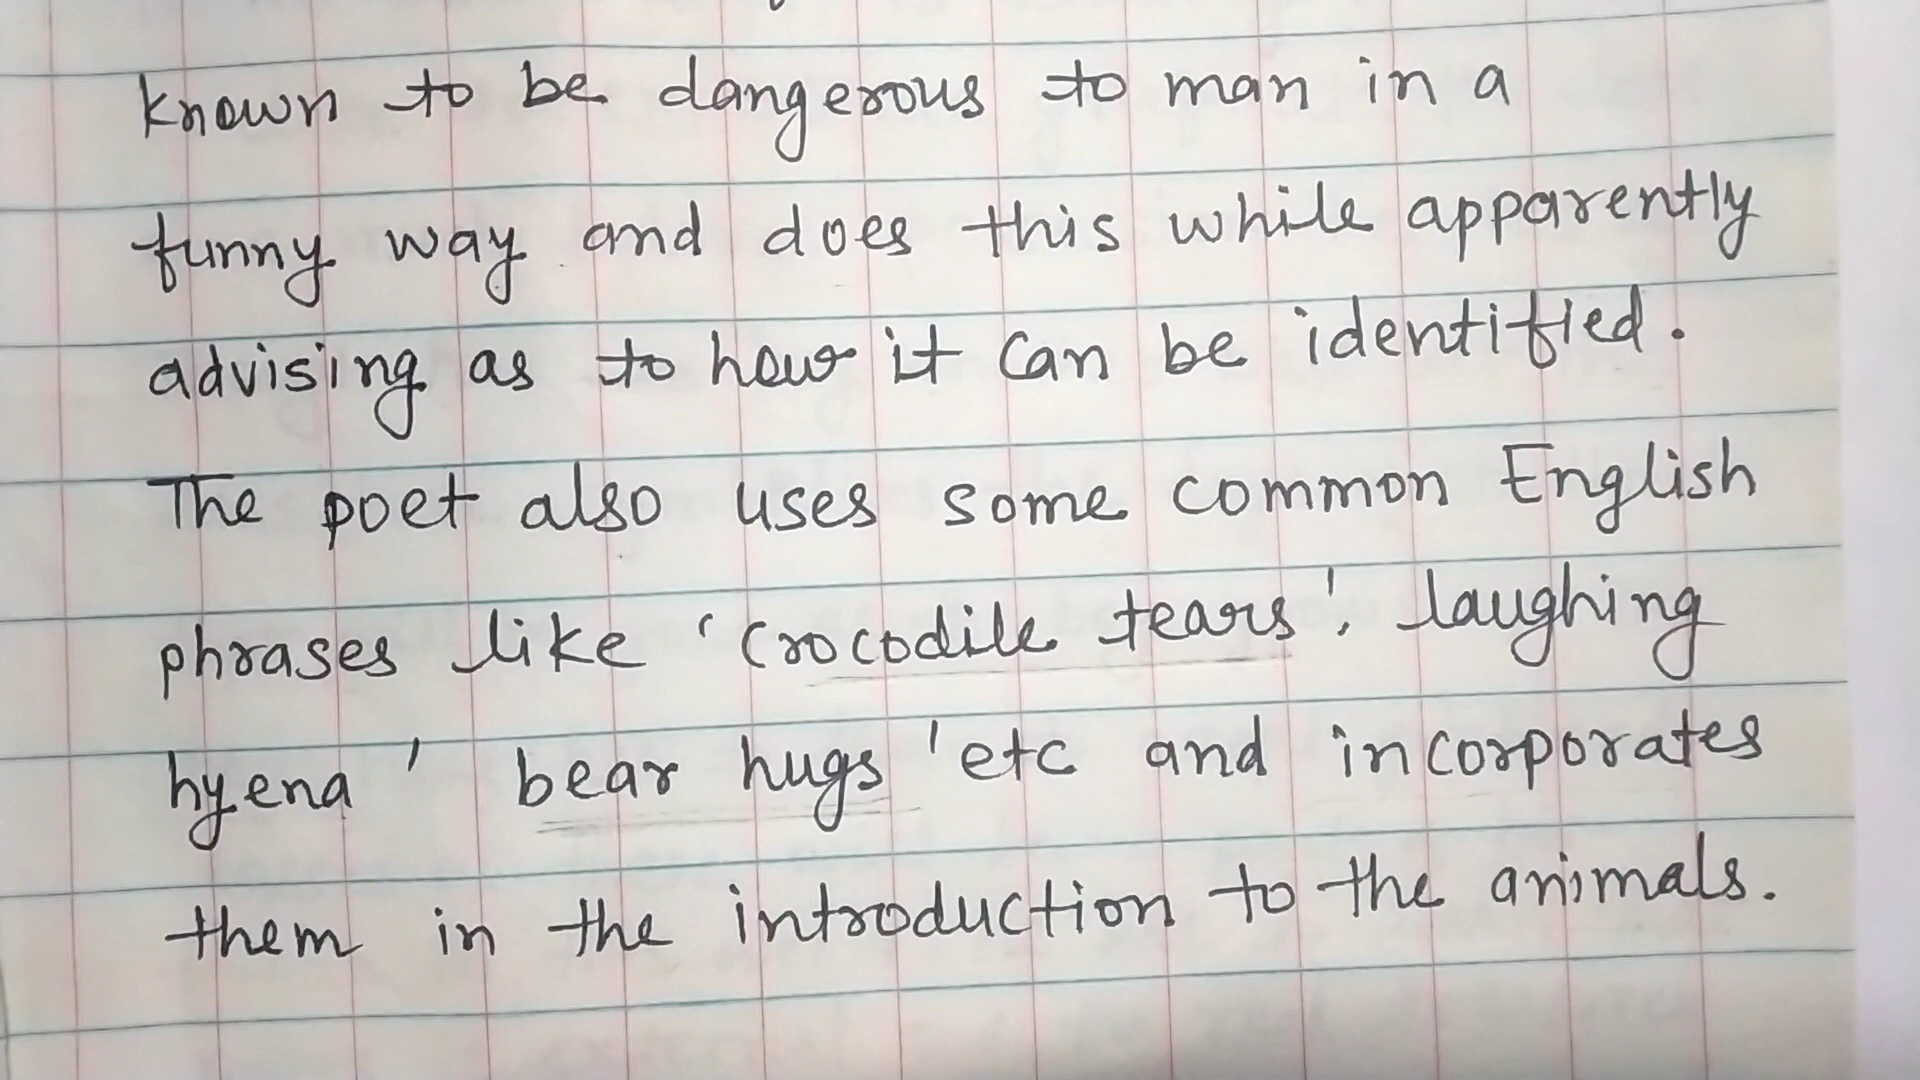 known to be dangerous to man in a
funny way and does this while apparently
advising as to how it can be identified.
The poet also uses some common English
phrases like 'crocodile tears', laughing
hyena' bear hugs 'etc and incorporates
them in the introduction to the animals.